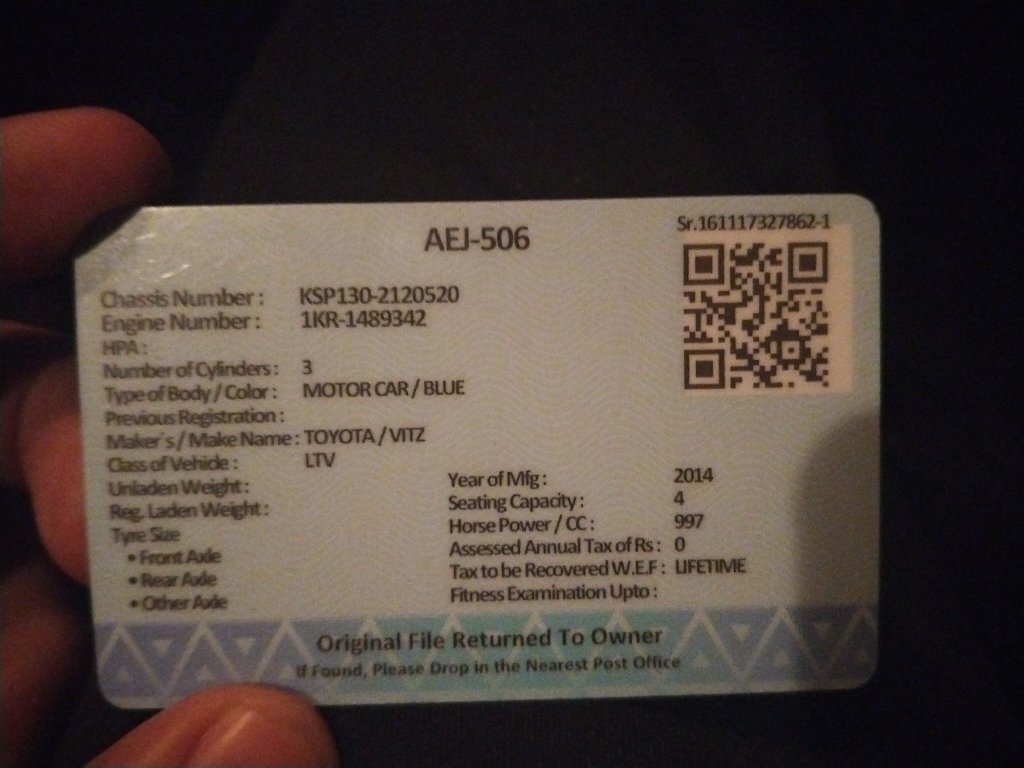 Sr.161117327862-1
AEJ-506
Chassis Number : KSP130-2120520
Engine Number : 1KR-1489342
HPA :
Number of Cylinders : 3
Type of Body / Color : MOTOR CAR / BLUE
Previous Registration :
Maker's / Make Name : TOYOTA / VITZ
Class of Vehicle : LTV
Unladen Weight :
Reg. Laden Weight :
Tyre Size
• Front Axle
• Rear Axle
• Other Axle
Year of Mfg : 2014
Seating Capacity : 4
Horse Power / CC : 997
Assessed Annual Tax of Rs : 0
Tax to be Recovered W.E.F : LIFETIME
Fitness Examination Upto :
Original File Returned To Owner
If Found, Please Drop in the Nearest Post Office